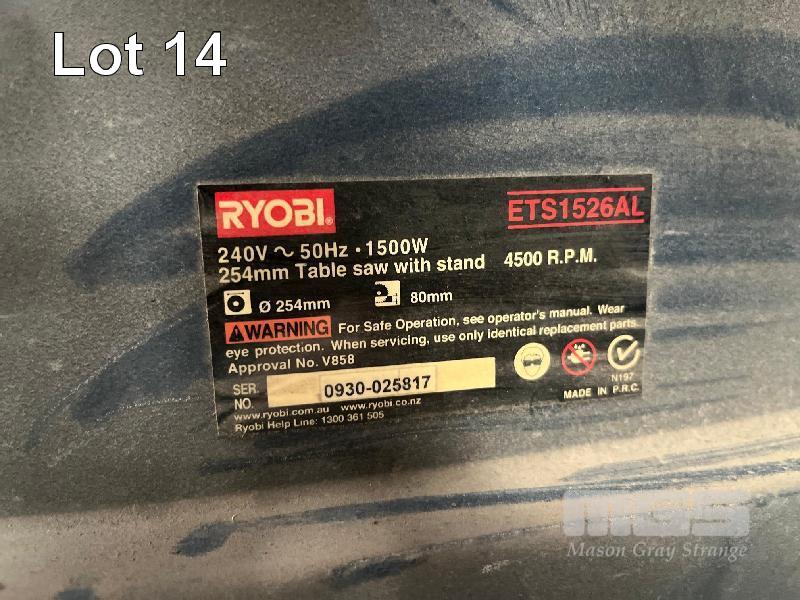 Lot 14
RYOBI®
ETS1526AL
240V ~ 50Hz · 1500W
254mm Table saw with stand 4500 R.P.M.
Ø 254mm 80mm
WARNING For Safe Operation, see operator's manual. Wear
eye protection. When servicing, use only identical replacement parts
Approval No. V858
SER. NO. 0930-025817
N197
MADE IN P.R.C.
www.ryobi.com.au www.ryobi.co.nz
Ryobi Help Line: 1300 361 505
MGS
Mason Gray Strange